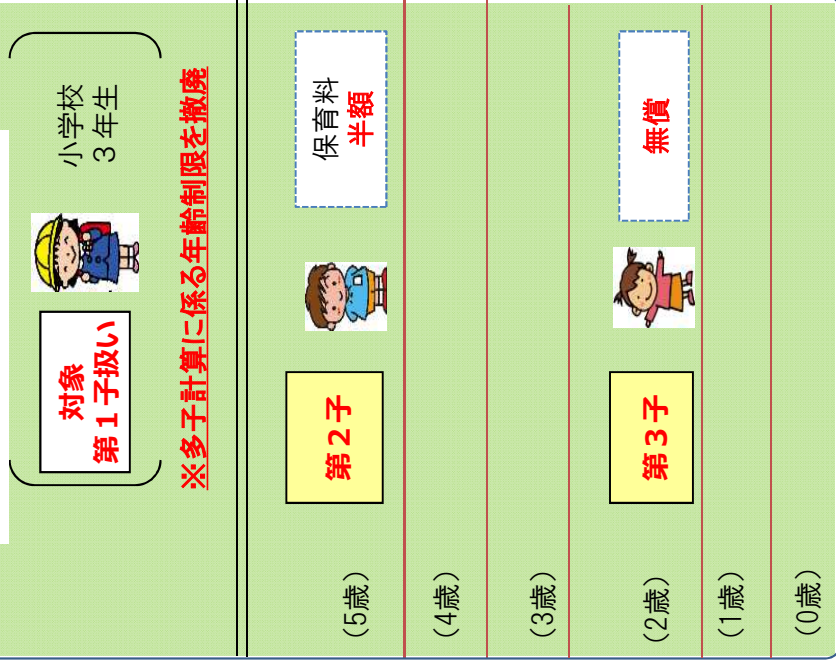 対象
第１子扱い
小学校
３年生
※多子計算に係る年齢制限を撤廃
（5歳）
第２子
保育料
半額
（4歳）
（3歳）
（2歳）
第３子
無償
（1歳）
（0歳）